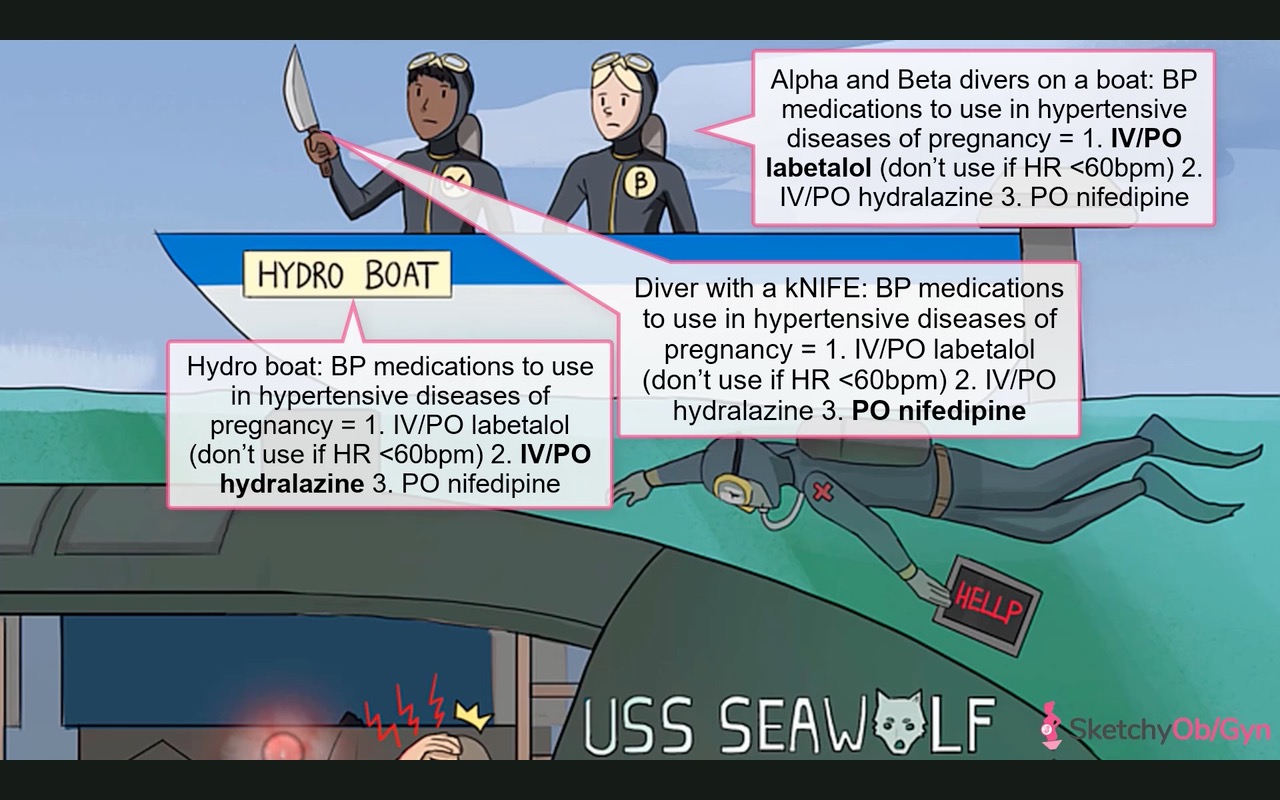 Alpha and Beta divers on a boat: BP
medications to use in hypertensive
diseases of pregnancy = 1. IV/PO
labetalol (don’t use if HR <60bpm) 2.
IV/PO hydralazine 3. PO nifedipine
α
β
HYDRO BOAT
Diver with a kNIFE: BP medications
to use in hypertensive diseases of
pregnancy = 1. IV/PO labetalol
(don’t use if HR <60bpm) 2. IV/PO
hydralazine 3. PO nifedipine
Hydro boat: BP medications to use
in hypertensive diseases of
pregnancy = 1. IV/PO labetalol
(don’t use if HR <60bpm) 2. IV/PO
hydralazine 3. PO nifedipine
HELLP
USS SEAWOLF
SketchyOb/Gyn